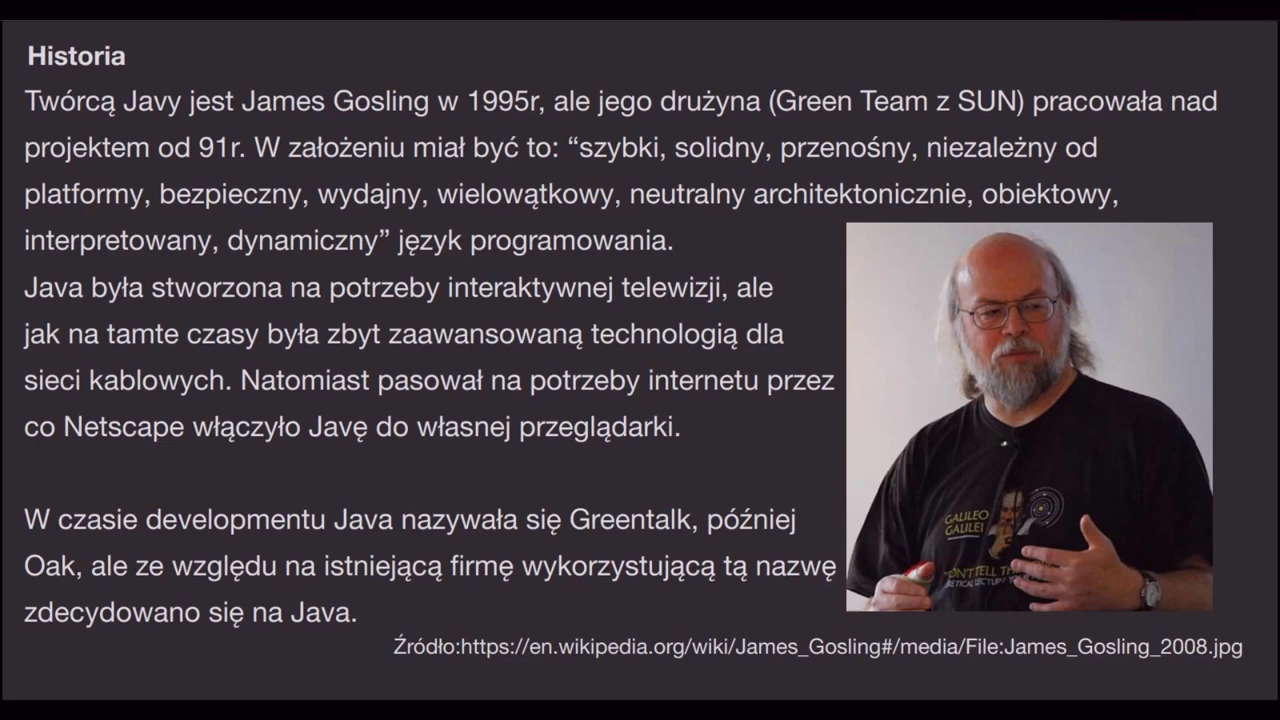 Historia
Twórcą Javy jest James Gosling w 1995r, ale jego drużyna (Green Team z SUN) pracowała nad
projektem od 91r. W założeniu miał być to: “szybki, solidny, przenośny, niezależny od
platformy, bezpieczny, wydajny, wielowątkowy, neutralny architektonicznie, obiektowy,
interpretowany, dynamiczny” język programowania.
Java była stworzona na potrzeby interaktywnej telewizji, ale
jak na tamte czasy była zbyt zaawansowaną technologią dla
sieci kablowych. Natomiast pasował na potrzeby internetu przez
co Netscape włączyło Javę do własnej przeglądarki.
W czasie developmentu Java nazywała się Greentalk, później
Oak, ale ze względu na istniejącą firmę wykorzystującą tą nazwę
zdecydowano się na Java.
GALILEO
GALILEI
Źródło:https://en.wikipedia.org/wiki/James_Gosling#/media/File:James_Gosling_2008.jpg